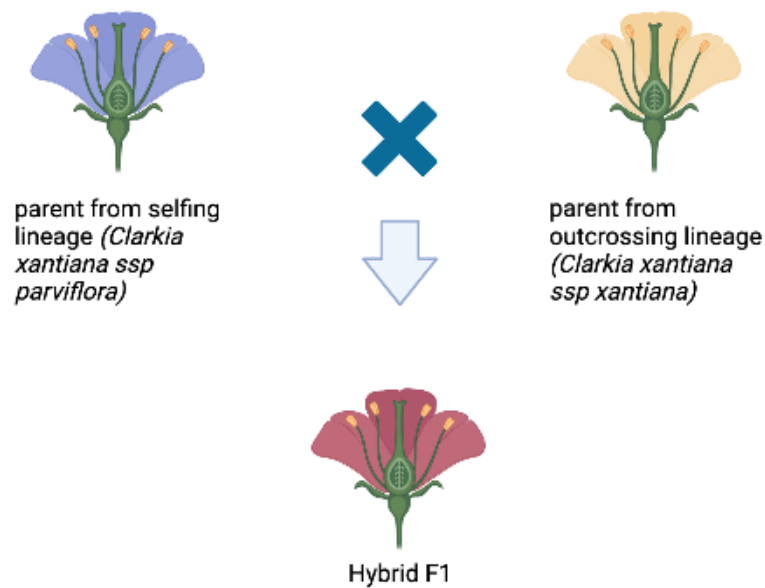 parent from selfing
lineage (Clarkia
xantiana ssp
parviflora)
parent from
outcrossing lineage
(Clarkia xantiana
ssp xantiana)
Hybrid F1